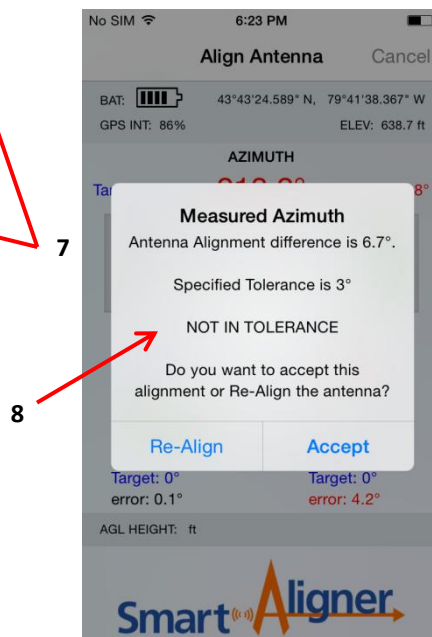 No SIM 6:23 PM
Align Antenna Cancel
BAT: 43°43'24.589" N, 79°41'38.367" W
GPS INT: 86% ELEV: 638.7 ft
AZIMUTH
7
Measured Azimuth
Antenna Alignment difference is 6.7°.
Specified Tolerance is 3°
NOT IN TOLERANCE
Do you want to accept this
alignment or Re-Align the antenna?
8
Re-Align Accept
Target: 0° Target: 0°
error: 0.1° error: 4.2°
AGL HEIGHT: ft
Smart Aligner